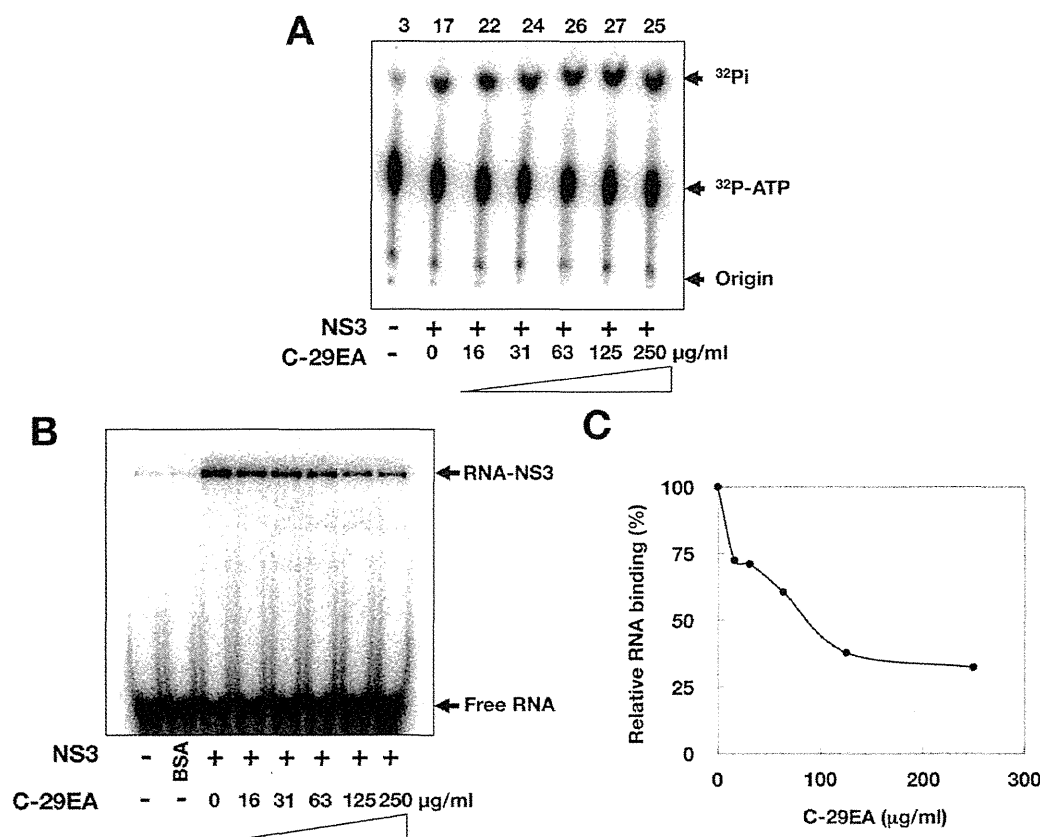 A
3 17 22 24 26 27 25
³²Pi
³²P-ATP
Origin
NS3 - + + + + + +
C-29EA - 0 16 31 63 125 250 µg/ml
B
RNA-NS3
Free RNA
NS3 - BSA + + + + + +
C-29EA - - 0 16 31 63 125 250 µg/ml
C
Relative RNA binding (%)
100
75
50
25
0
0 100 200 300
C-29EA (µg/ml)